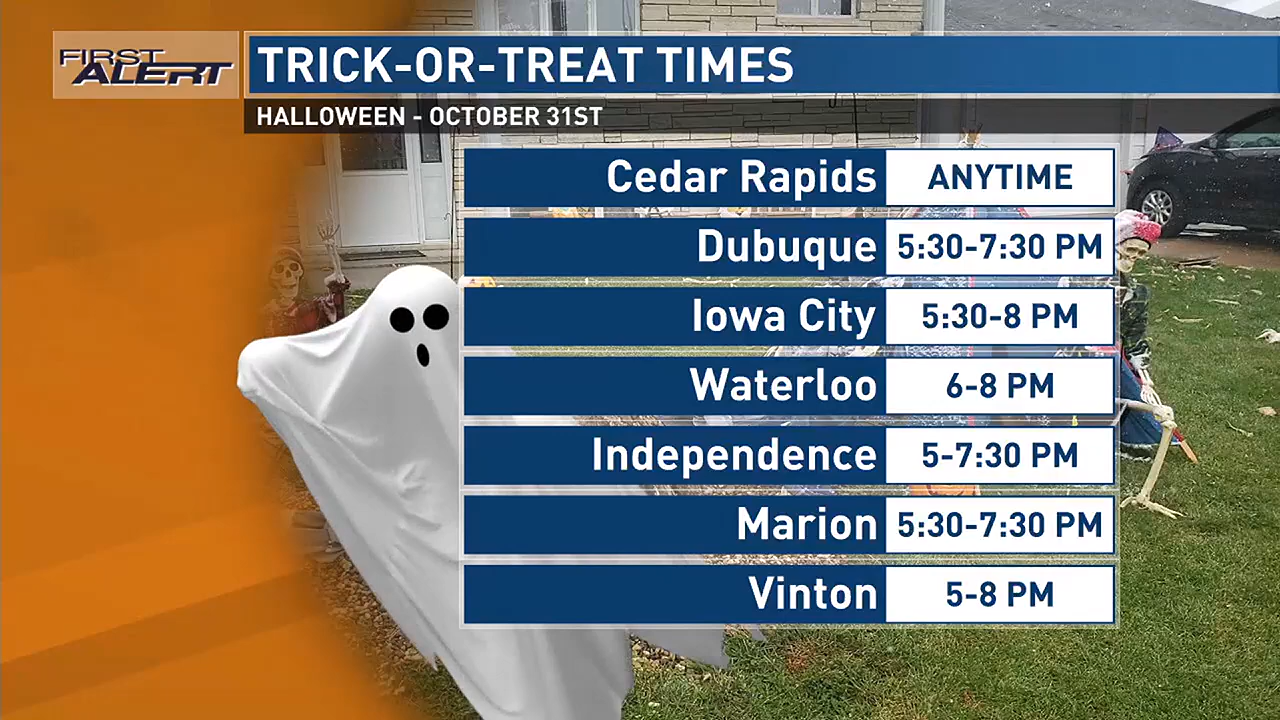 FIRST
ALERT
TRICK-OR-TREAT TIMES
HALLOWEEN - OCTOBER 31ST
Cedar Rapids ANYTIME
Dubuque 5:30-7:30 PM
Iowa City 5:30-8 PM
Waterloo 6-8 PM
Independence 5-7:30 PM
Marion 5:30-7:30 PM
Vinton 5-8 PM